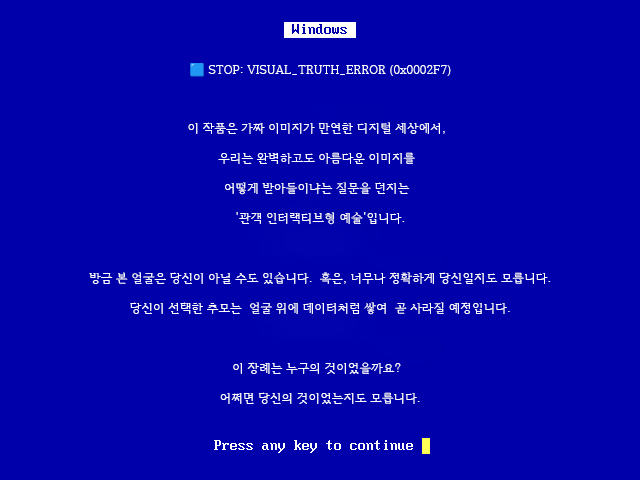 Windows
STOP: VISUAL_TRUTH_ERROR (0x0002F7)
이 작품은 가짜 이미지가 만연한 디지털 세상에서,
우리는 완벽하고도 아름다운 이미지를
어떻게 받아들이냐는 질문을 던지는
'관객 인터랙티브형 예술'입니다.
방금 본 얼굴은 당신이 아닐 수도 있습니다. 혹은, 너무나 정확하게 당신일지도 모릅니다.
당신이 선택한 추모는 얼굴 위에 데이터처럼 쌓여 곧 사라질 예정입니다.
이 장례는 누구의 것이었을까요?
어쩌면 당신의 것이었는지도 모릅니다.
Press any key to continue